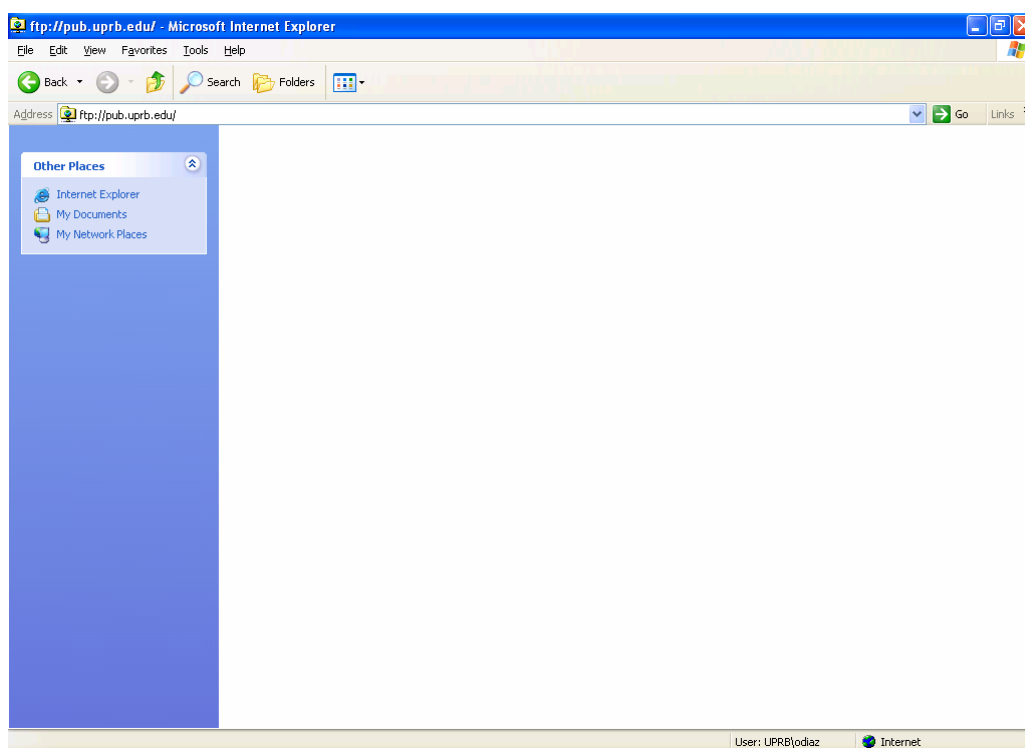 ftp://pub.uprb.edu/ - Microsoft Internet Explorer
File Edit View Favorites Tools Help
Back Search Folders
Address ftp://pub.uprb.edu/ Go Links
Other Places
Internet Explorer
My Documents
My Network Places
User: UPRB\odiaz Internet